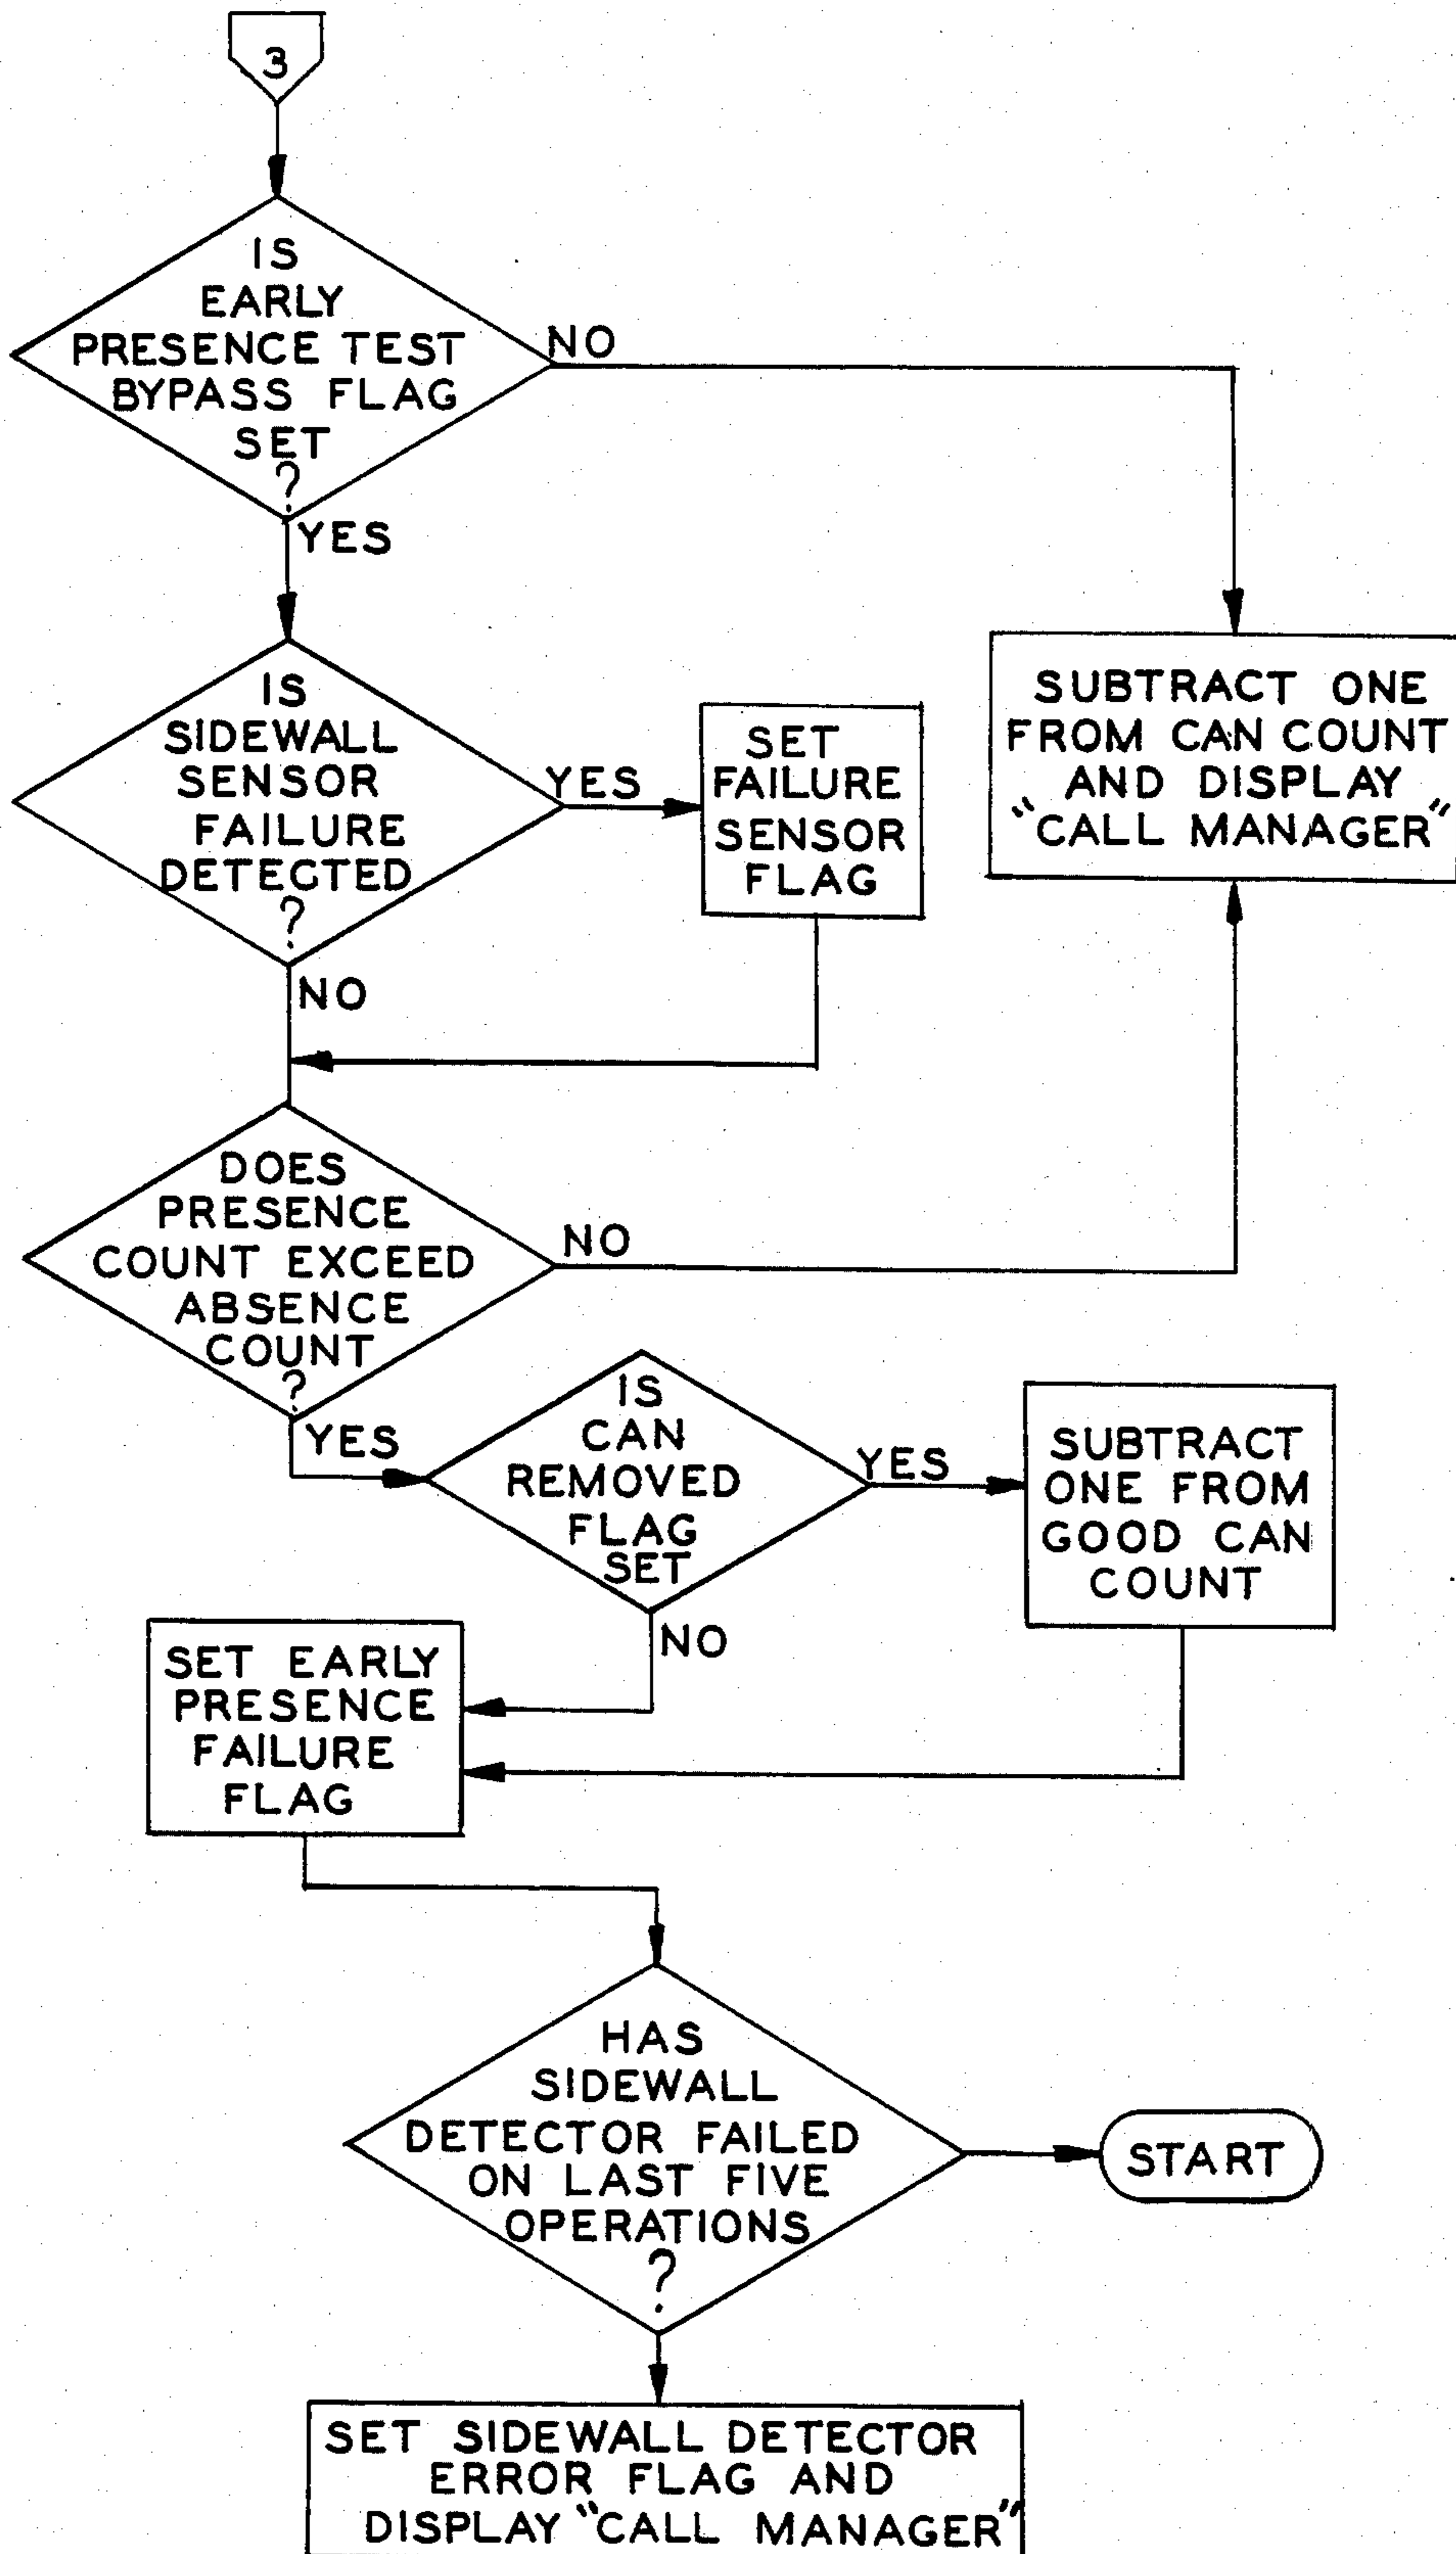 3
IS
EARLY
PRESENCE TEST
BYPASS FLAG
SET
?
NO
YES
IS
SIDEWALL
SENSOR
FAILURE
DETECTED
?
YES
SET
FAILURE
SENSOR
FLAG
SUBTRACT ONE
FROM CAN COUNT
AND DISPLAY
"CALL MANAGER"
NO
DOES
PRESENCE
COUNT EXCEED
ABSENCE
COUNT
?
NO
YES
IS
CAN
REMOVED
FLAG
SET
YES
SUBTRACT
ONE FROM
GOOD CAN
COUNT
NO
SET EARLY
PRESENCE
FAILURE
FLAG
HAS
SIDEWALL
DETECTOR FAILED
ON LAST FIVE
OPERATIONS
?
START
SET SIDEWALL DETECTOR
ERROR FLAG AND
DISPLAY "CALL MANAGER"